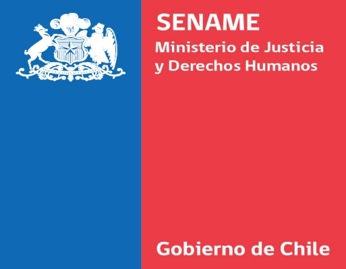 SENAME
Ministerio de Justicia
y Derechos Humanos
Gobierno de Chile